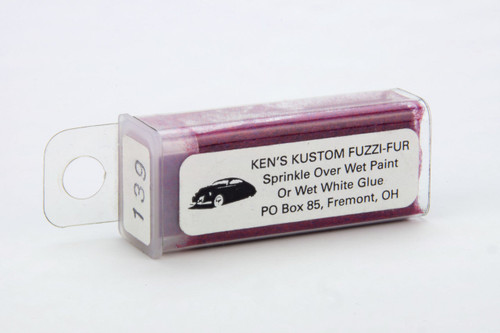 139
KEN'S KUSTOM FUZZI-FUR
Sprinkle Over Wet Paint
Or Wet White Glue
PO Box 85, Fremont, OH